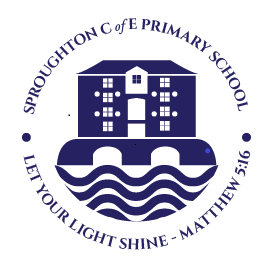 SPROUGHTON C of E PRIMARY SCHOOL
LET YOUR LIGHT SHINE - MATTHEW 5:16